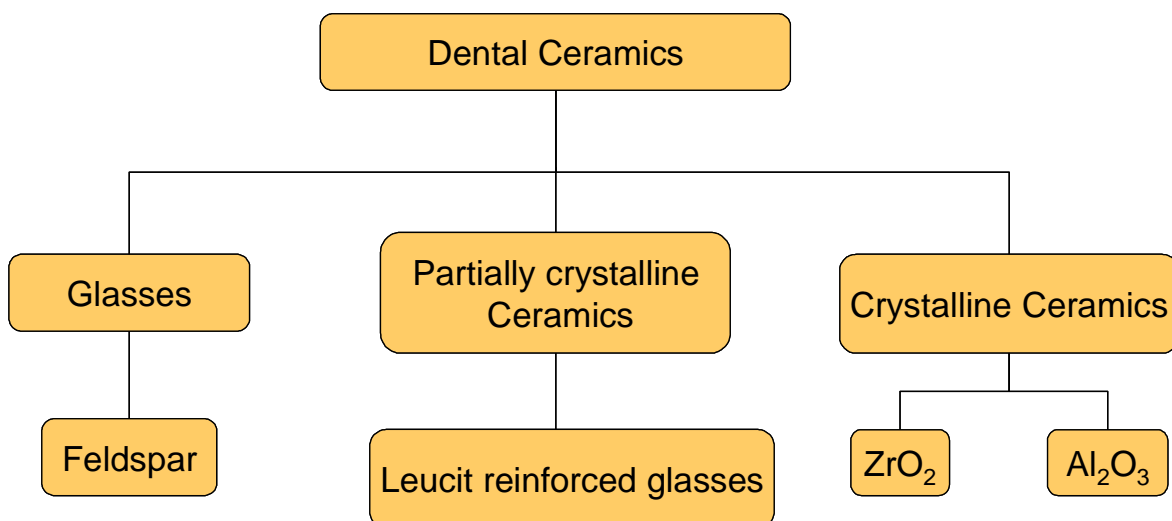 Dental Ceramics
Glasses
Partially crystalline
Ceramics
Crystalline Ceramics
Feldspar
Leucit reinforced glasses
ZrO₂
Al₂O₃